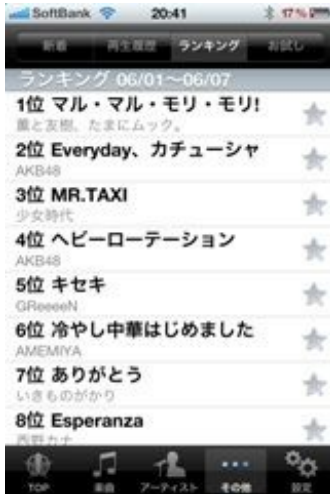 SoftBank 20:41 17%
新着 再生履歴 ランキング お試し
ランキング 06/01〜06/07
1位 マル・マル・モリ・モリ!
薫と友樹、たまにムック。
2位 Everyday、カチューシャ
AKB48
3位 MR.TAXI
少女時代
4位 ヘビーローテーション
AKB48
5位 キセキ
GReeeeN
6位 冷やし中華はじめました
AMEMIYA
7位 ありがとう
いきものがかり
8位 Esperanza
西野カナ
TOP 楽曲 アーティスト その他 設定